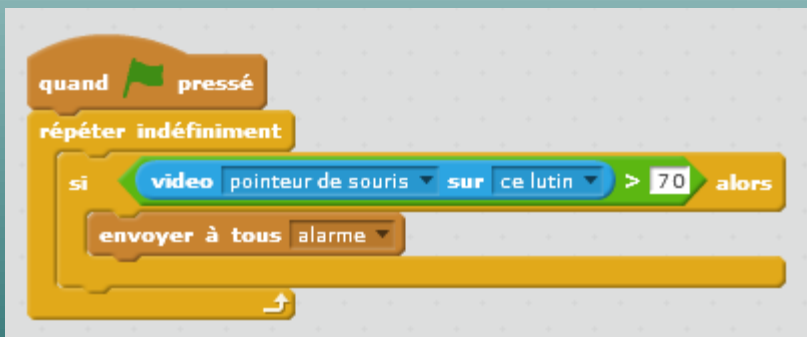 quand pressé
répéter indéfiniment
si video pointeur de souris sur ce lutin > 70 alors
envoyer à tous alarme